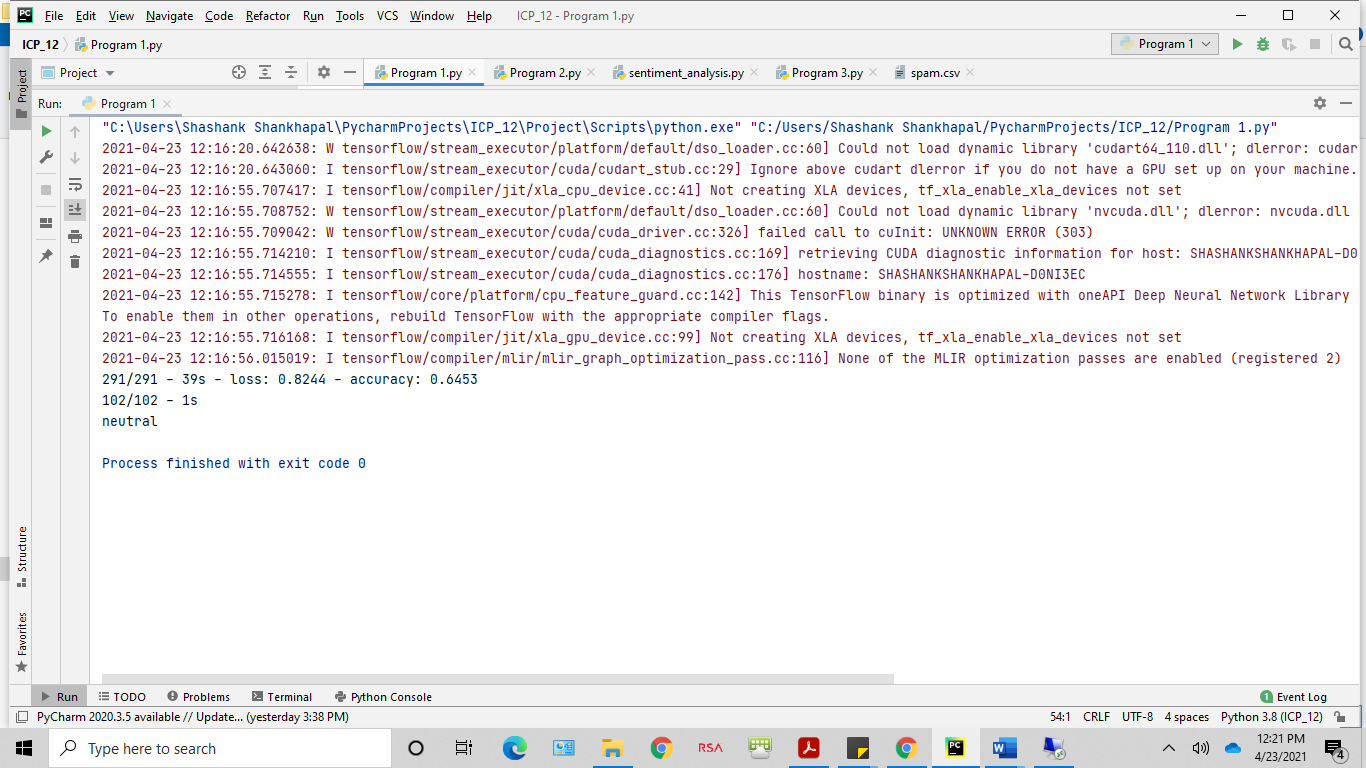 PC File Edit View Navigate Code Refactor Run Tools VCS Window Help ICP_12 - Program 1.py
ICP_12 Program 1.py Program 1
Project Program 1.py Program 2.py sentiment_analysis.py Program 3.py spam.csv
Project
Run: Program 1
"C:\Users\Shashank Shankhapal\PycharmProjects\ICP_12\Project\Scripts\python.exe" "C:/Users/Shashank Shankhapal/PycharmProjects/ICP_12/Program 1.py"
2021-04-23 12:16:20.642638: W tensorflow/stream_executor/platform/default/dso_loader.cc:60] Could not load dynamic library 'cudart64_110.dll'; dlerror: cudar
2021-04-23 12:16:20.643060: I tensorflow/stream_executor/cuda/cudart_stub.cc:29] Ignore above cudart dlerror if you do not have a GPU set up on your machine.
2021-04-23 12:16:55.707417: I tensorflow/compiler/jit/xla_cpu_device.cc:41] Not creating XLA devices, tf_xla_enable_xla_devices not set
2021-04-23 12:16:55.708752: W tensorflow/stream_executor/platform/default/dso_loader.cc:60] Could not load dynamic library 'nvcuda.dll'; dlerror: nvcuda.dll
2021-04-23 12:16:55.709042: W tensorflow/stream_executor/cuda/cuda_driver.cc:326] failed call to cuInit: UNKNOWN ERROR (303)
2021-04-23 12:16:55.714210: I tensorflow/stream_executor/cuda/cuda_diagnostics.cc:169] retrieving CUDA diagnostic information for host: SHASHANKSHANKHAPAL-D0
2021-04-23 12:16:55.714555: I tensorflow/stream_executor/cuda/cuda_diagnostics.cc:176] hostname: SHASHANKSHANKHAPAL-D0NI3EC
2021-04-23 12:16:55.715278: I tensorflow/core/platform/cpu_feature_guard.cc:142] This TensorFlow binary is optimized with oneAPI Deep Neural Network Library
To enable them in other operations, rebuild TensorFlow with the appropriate compiler flags.
2021-04-23 12:16:55.716168: I tensorflow/compiler/jit/xla_gpu_device.cc:99] Not creating XLA devices, tf_xla_enable_xla_devices not set
2021-04-23 12:16:56.015019: I tensorflow/compiler/mlir/mlir_graph_optimization_pass.cc:116] None of the MLIR optimization passes are enabled (registered 2)
291/291 - 39s - loss: 0.8244 - accuracy: 0.6453
102/102 - 1s
neutral
Process finished with exit code 0
Structure
Favorites
Run TODO Problems Terminal Python Console 1 Event Log
PyCharm 2020.3.5 available // Update... (yesterday 3:38 PM) 54:1 CRLF UTF-8 4 spaces Python 3.8 (ICP_12)
Type here to search RSA PC 12:21 PM
4/23/2021 4